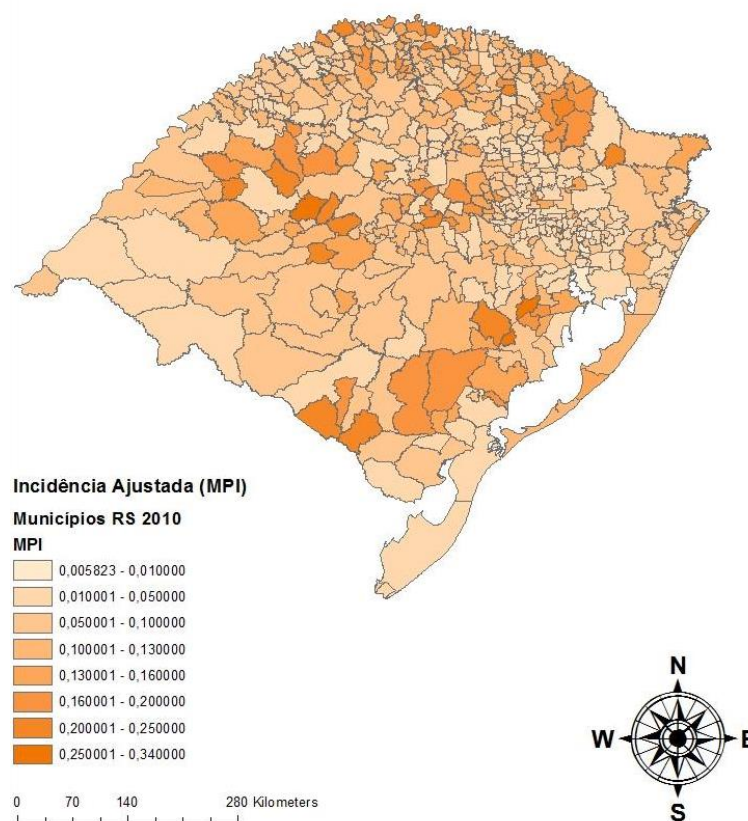 Incidência Ajustada (MPI)
Municípios RS 2010
MPI
0,005823 - 0,010000
0,010001 - 0,050000
0,050001 - 0,100000
0,100001 - 0,130000
0,130001 - 0,160000
0,160001 - 0,200000
0,200001 - 0,250000
0,250001 - 0,340000
0 70 140 280 Kilometers
N
W E
S